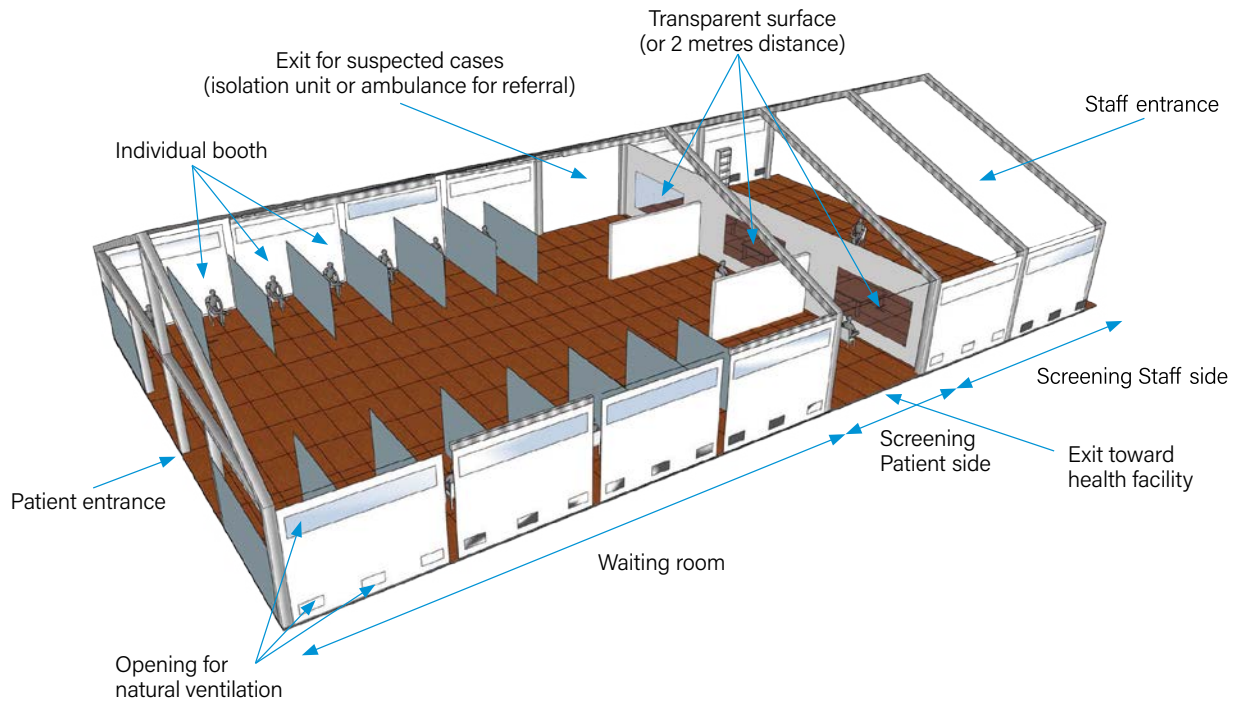 Transparent surface
(or 2 metres distance)
Exit for suspected cases
(isolation unit or ambulance for referral)
Staff entrance
Individual booth
Screening Staff side
Screening
Patient side
Exit toward
health facility
Patient entrance
Waiting room
Opening for
natural ventilation